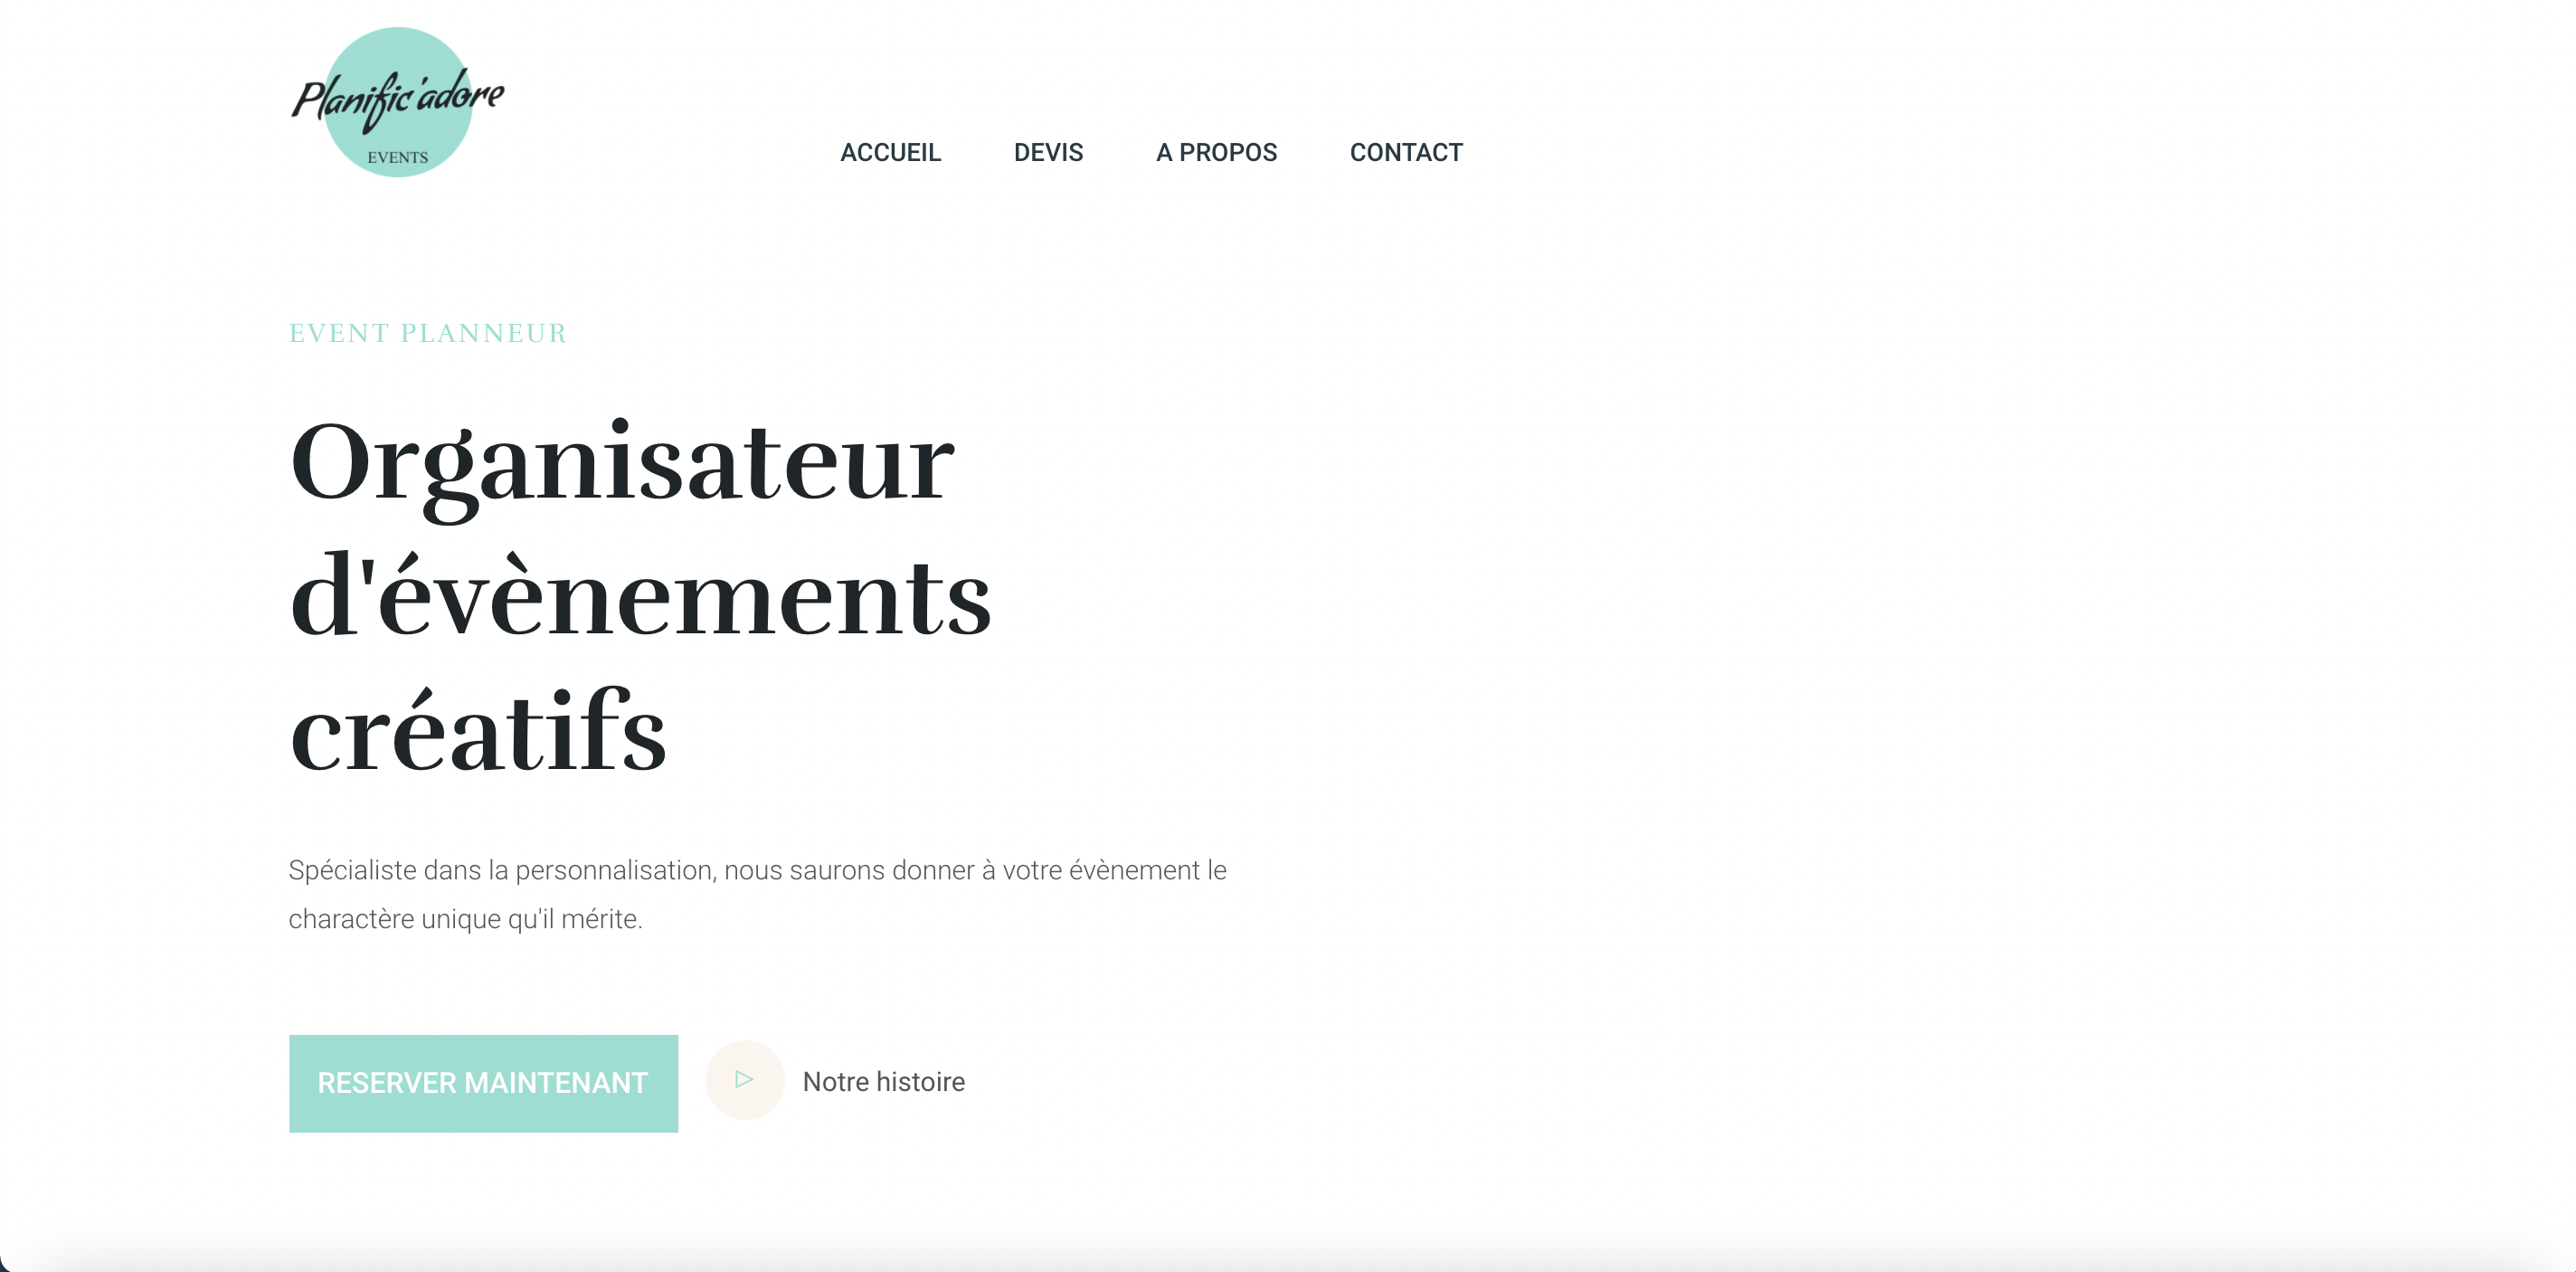 Planific'adore
EVENTS
ACCUEIL DEVIS A PROPOS CONTACT
EVENT PLANNEUR
Organisateur
d'évènements
créatifs
Spécialiste dans la personnalisation, nous saurons donner à votre évènement le
charactère unique qu'il mérite.
RESERVER MAINTENANT Notre histoire